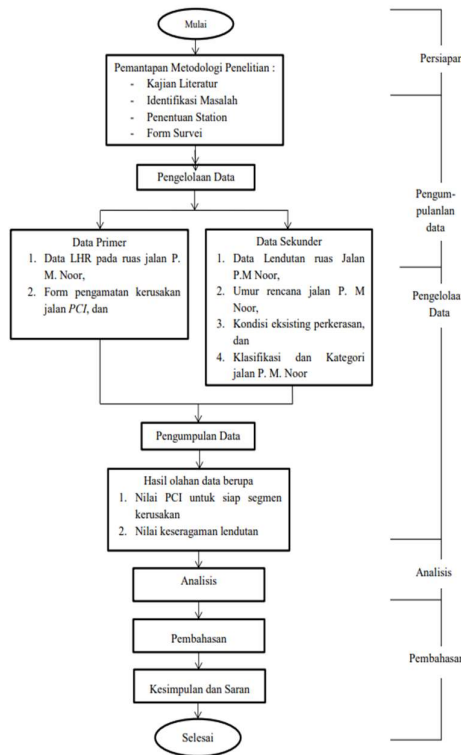 Mulai
Pemantapan Metodologi Penelitian :
- Kajian Literatur
- Identifikasi Masalah
- Penentuan Station
- Form Survei
Pengelolaan Data
Data Primer
1. Data LHR pada ruas jalan P.
M. Noor,
2. Form pengamatan kerusakan
jalan PCI, dan
Data Sekunder
1. Data Lendutan ruas Jalan
P.M Noor,
2. Umur rencana jalan P. M
Noor,
3. Kondisi eksisting perkerasan,
dan
4. Klasifikasi dan Kategori
jalan P. M. Noor
Pengumpulan Data
Hasil olahan data berupa
1. Nilai PCI untuk siap segmen
kerusakan
2. Nilai keseragaman lendutan
Analisis
Pembahasan
Kesimpulan dan Saran
Selesai
Persiapan
Pengum-
pulanlan
data
Pengelolaan
Data
Analisis
Pembahasan